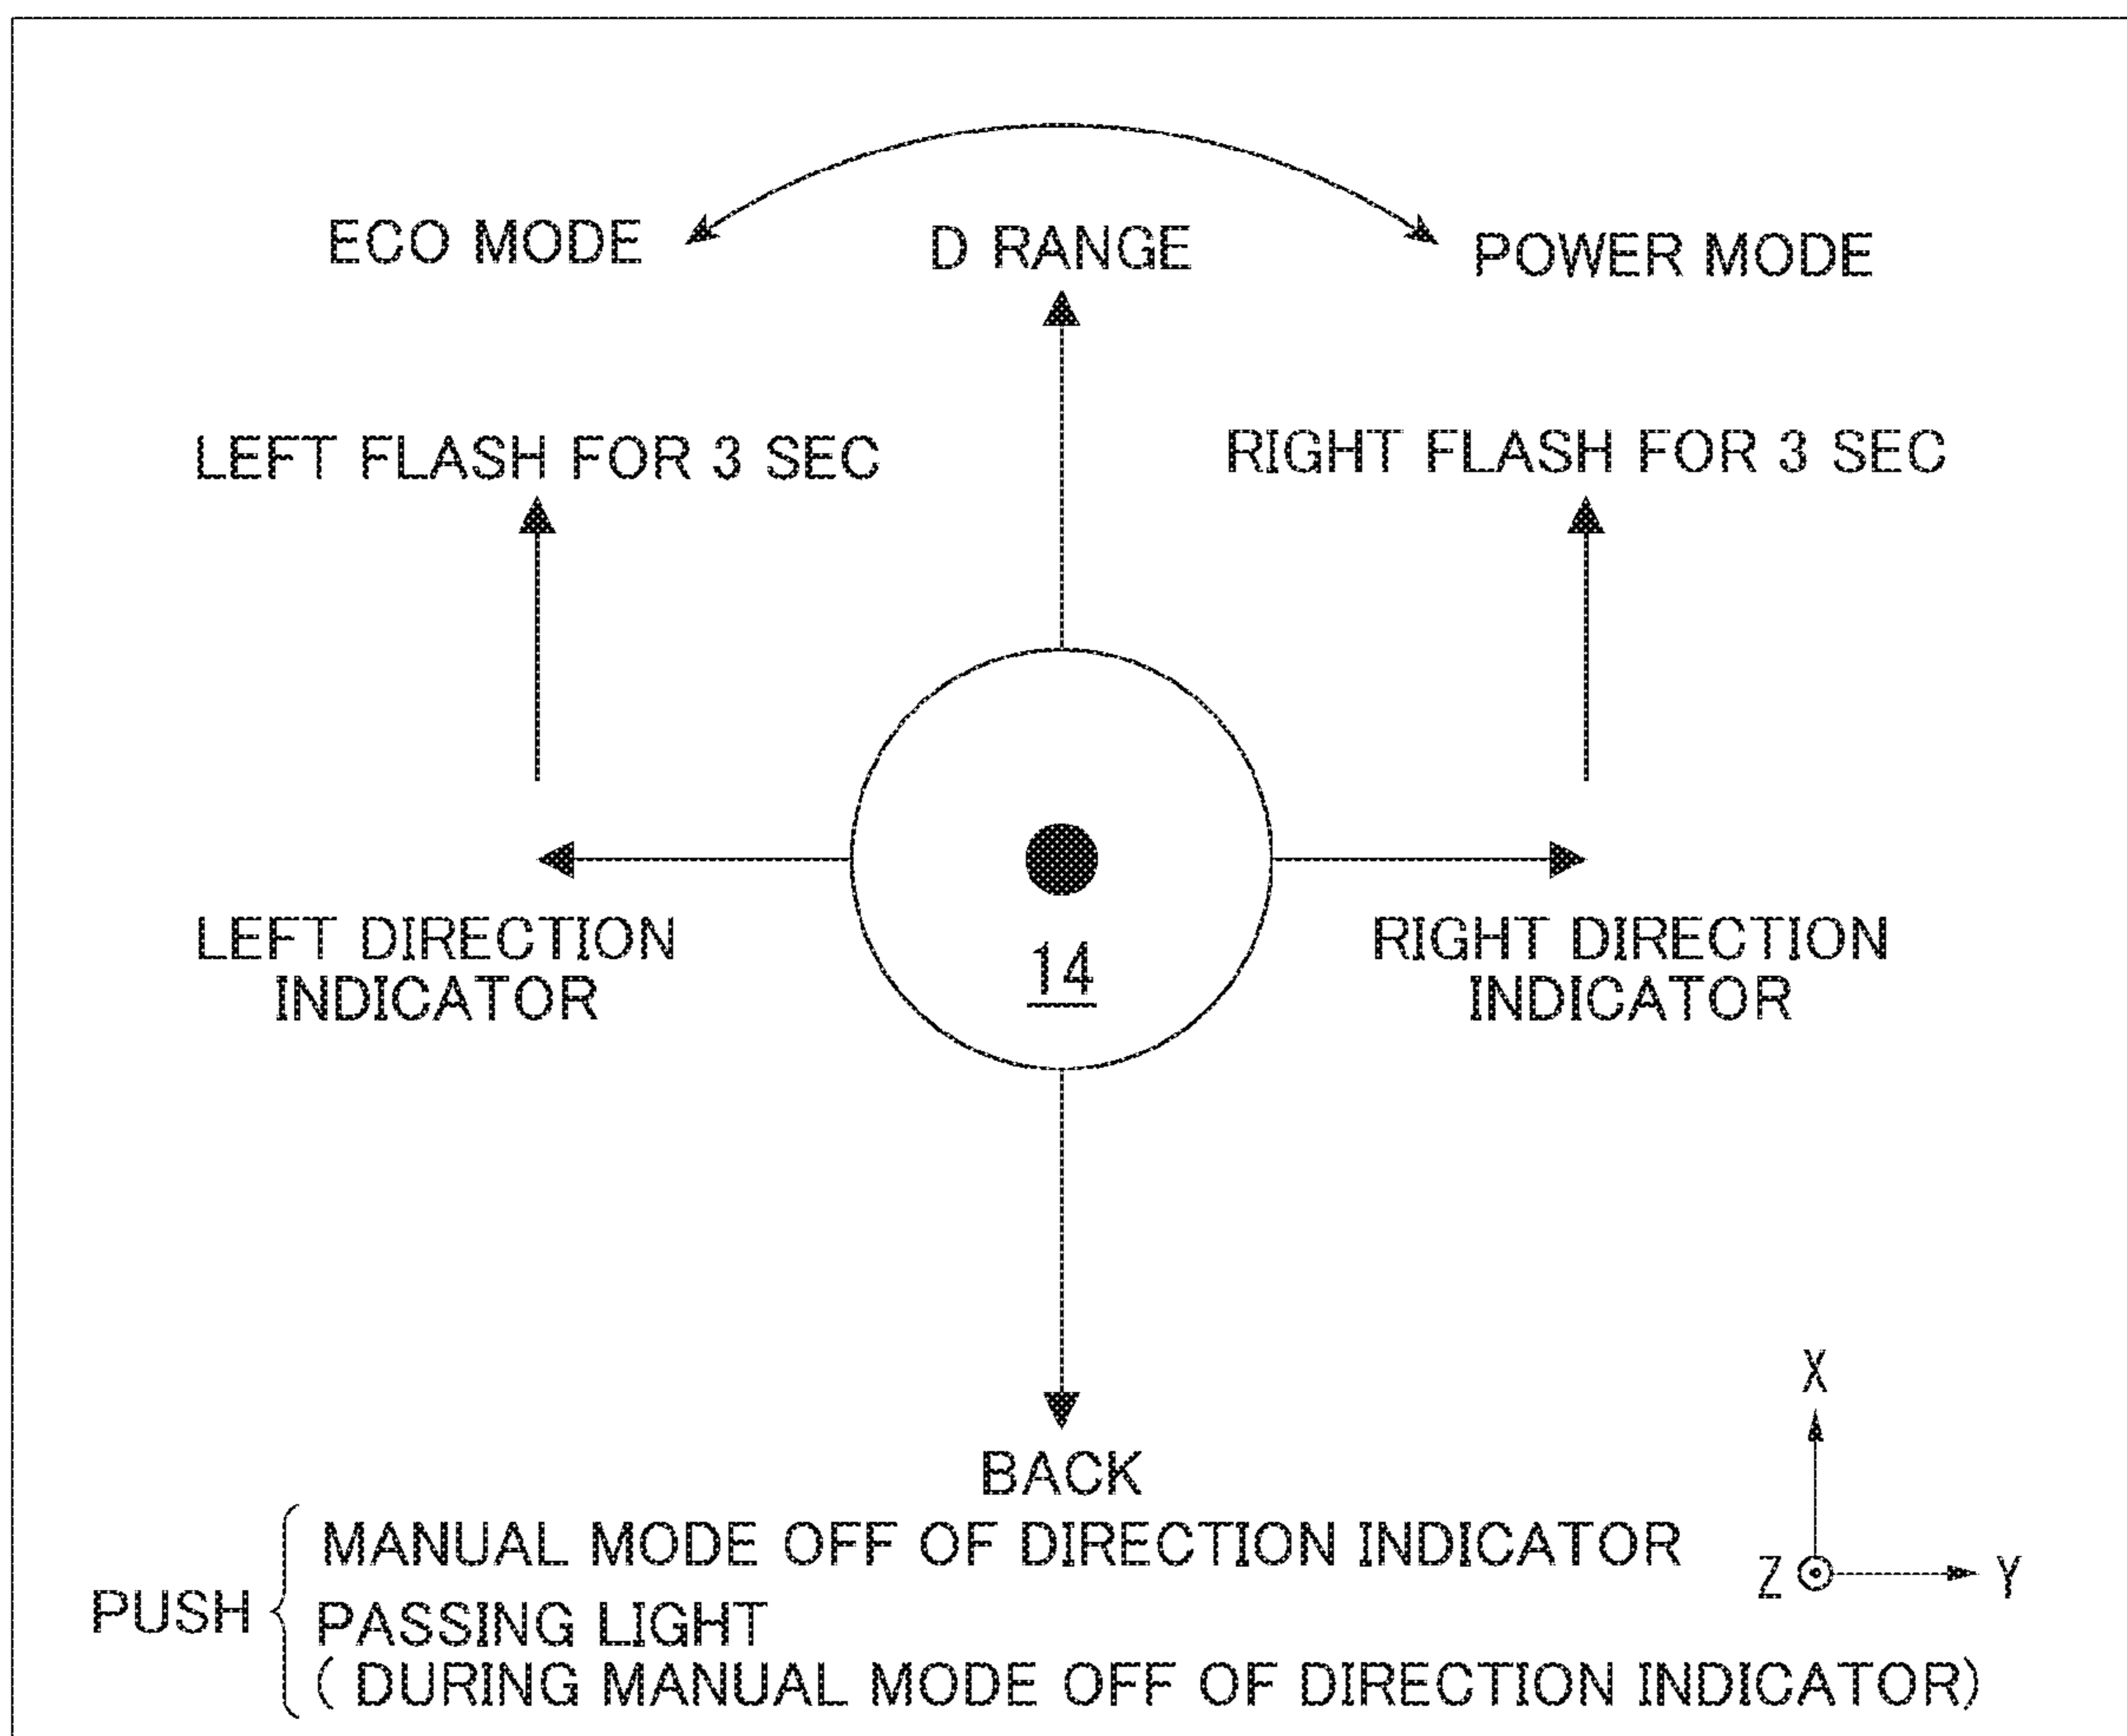 ECO MODE
D RANGE
POWER MODE
LEFT FLASH FOR 3 SEC
RIGHT FLASH FOR 3 SEC
LEFT DIRECTION
INDICATOR
14
RIGHT DIRECTION
INDICATOR
BACK
PUSH
MANUAL MODE OFF OF DIRECTION INDICATOR
PASSING LIGHT
( DURING MANUAL MODE OFF OF DIRECTION INDICATOR)
X
Z
Y